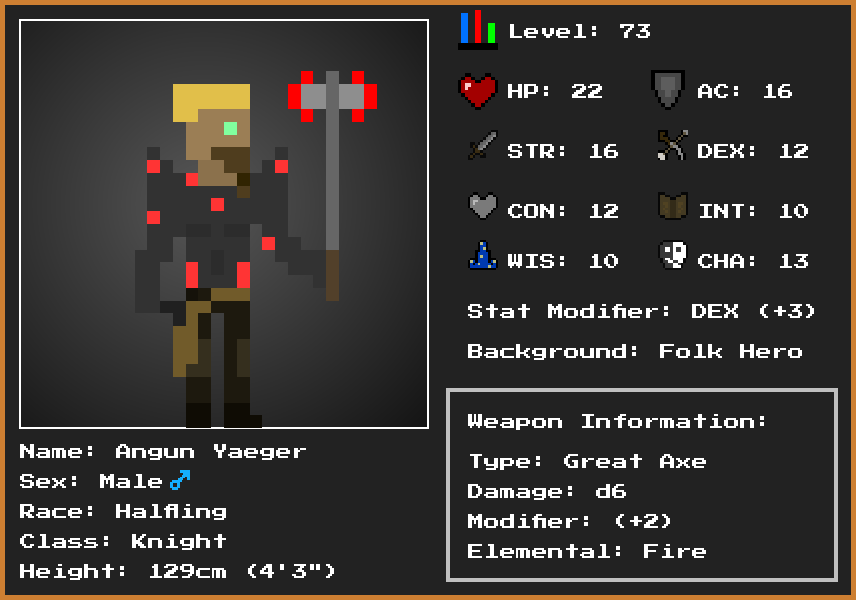 Level: 73
HP: 22
AC: 16
STR: 16
DEX: 12
CON: 12
INT: 10
WIS: 10
CHA: 13
Stat Modifier: DEX (+3)
Background: Folk Hero
Weapon Information:
Type: Great Axe
Damage: d6
Modifier: (+2)
Elemental: Fire
Name: Angun Yaeger
Sex: Male♂
Race: Halfling
Class: Knight
Height: 129cm (4'3")